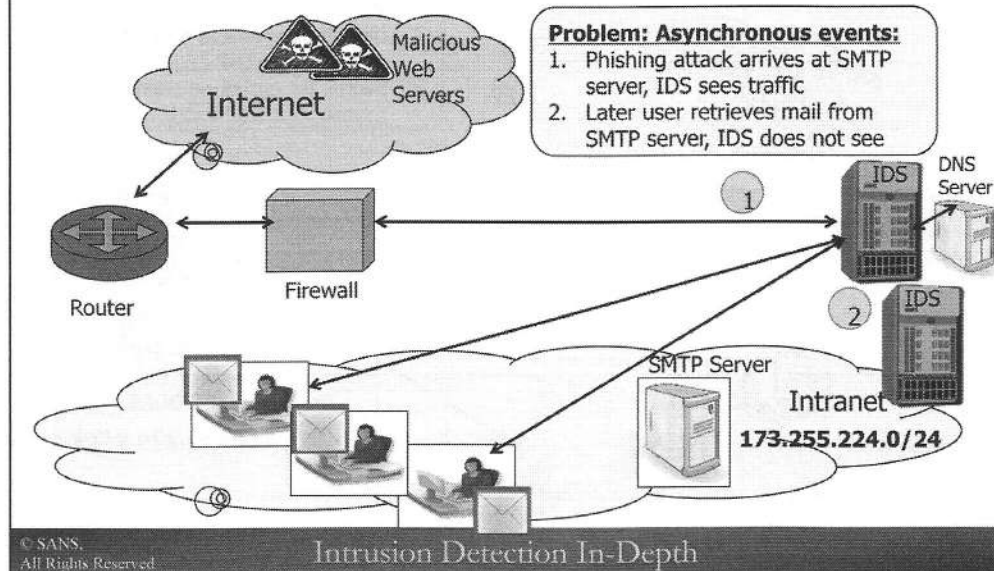 Malicious
Web
Servers
Internet
Problem: Asynchronous events:
1. Phishing attack arrives at SMTP
server, IDS sees traffic
2. Later user retrieves mail from
SMTP server, IDS does not see
1
IDS
DNS
Server
Router
Firewall
2
IDS
SMTP Server
Intranet
173.255.224.0/24
© SANS,
All Rights Reserved
Intrusion Detection In-Depth